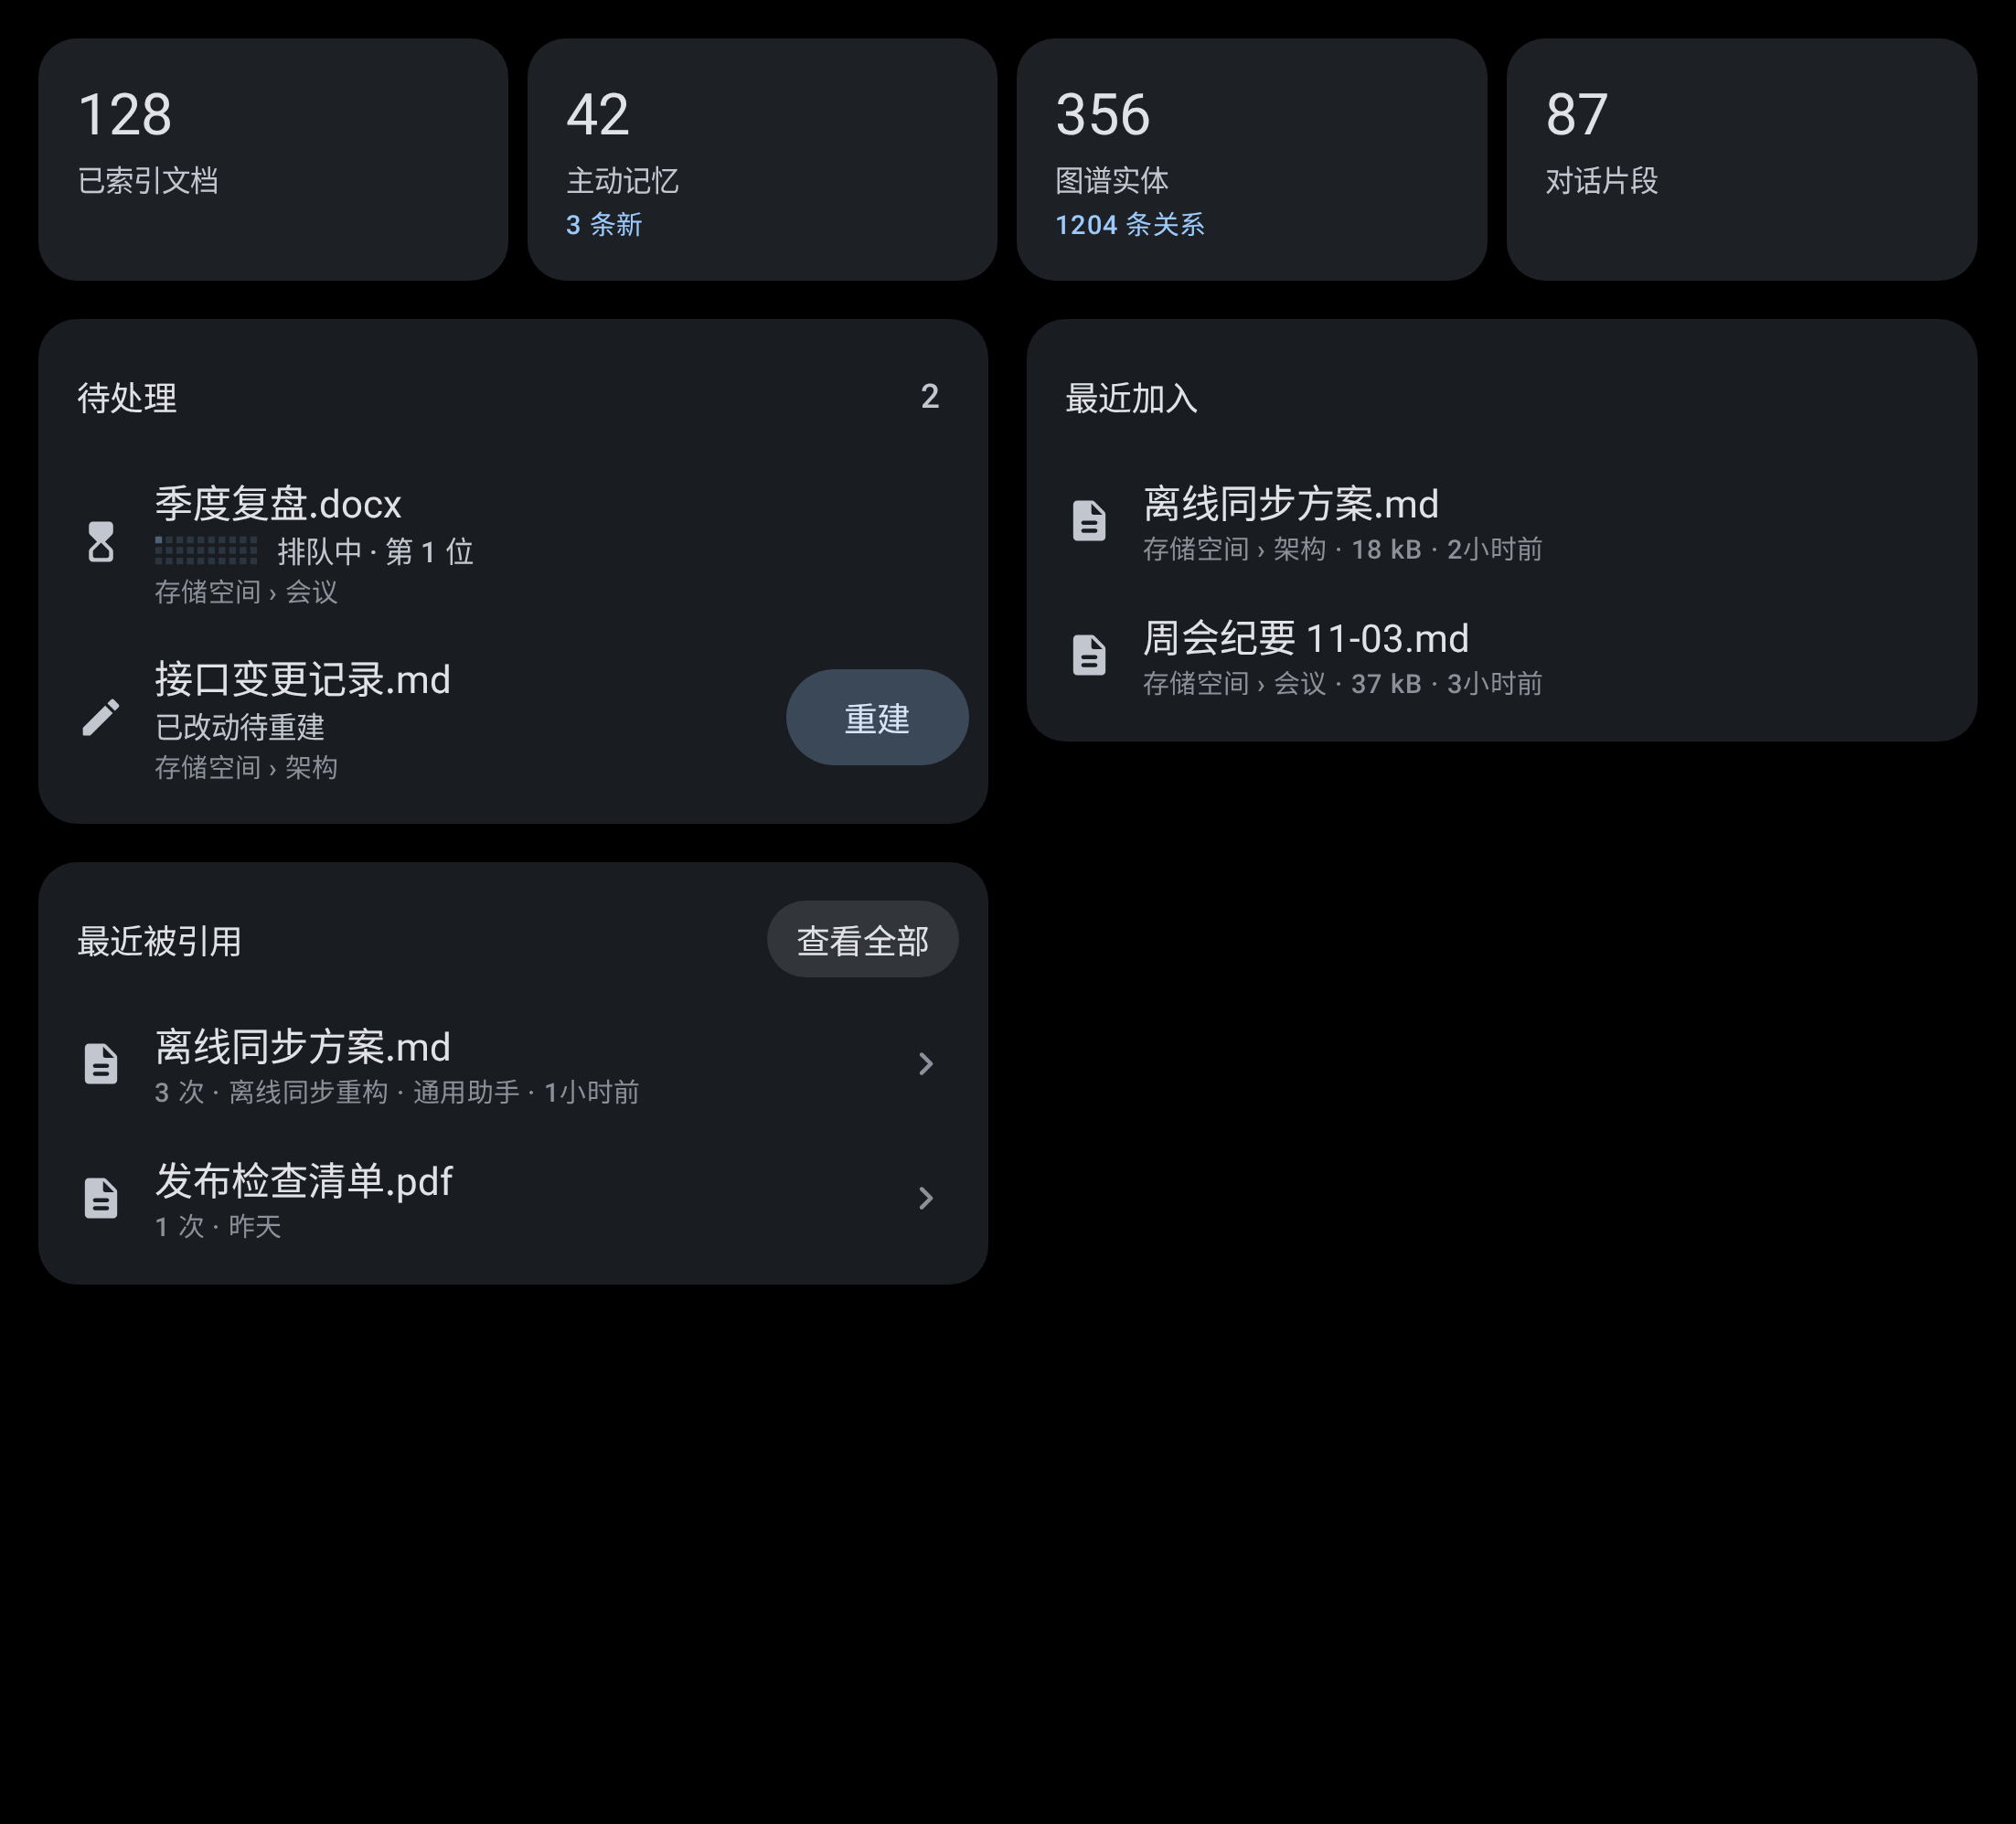 128
已索引文档
42
主动记忆
3 条新
356
图谱实体
1204 条关系
87
对话片段
待处理
2
季度复盘.docx
排队中 · 第 1 位
存储空间 › 会议
接口变更记录.md
已改动待重建
存储空间 › 架构
重建
最近加入
离线同步方案.md
存储空间 › 架构 · 18 kB · 2小时前
周会纪要 11-03.md
存储空间 › 会议 · 37 kB · 3小时前
最近被引用
查看全部
离线同步方案.md
3 次 · 离线同步重构 · 通用助手 · 1小时前
发布检查清单.pdf
1 次 · 昨天